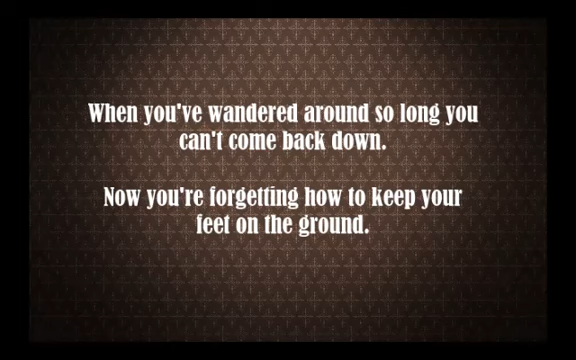 When you've wandered around so long you
can't come back down.
Now you're forgetting how to keep your
feet on the ground.